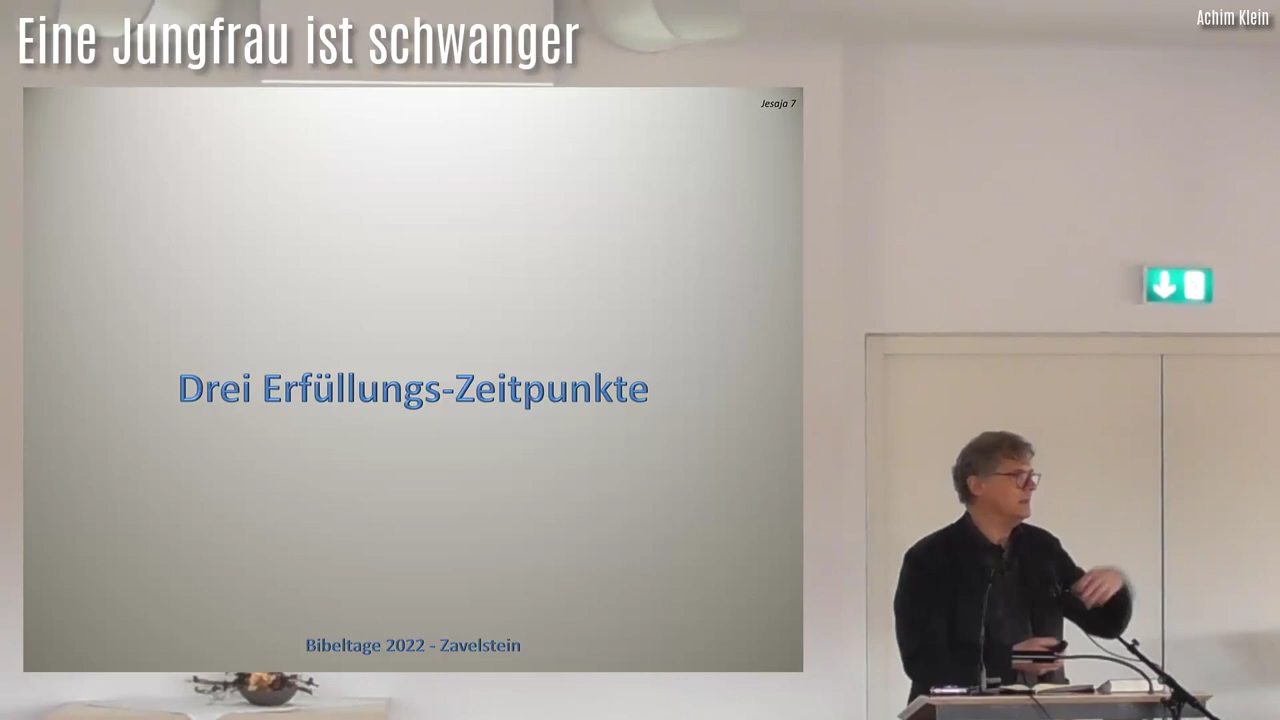 Eine Jungfrau ist schwanger
Achim Klein
Jesaja 7
Drei Erfüllungs-Zeitpunkte
Bibeltage 2022 - Zavelstein